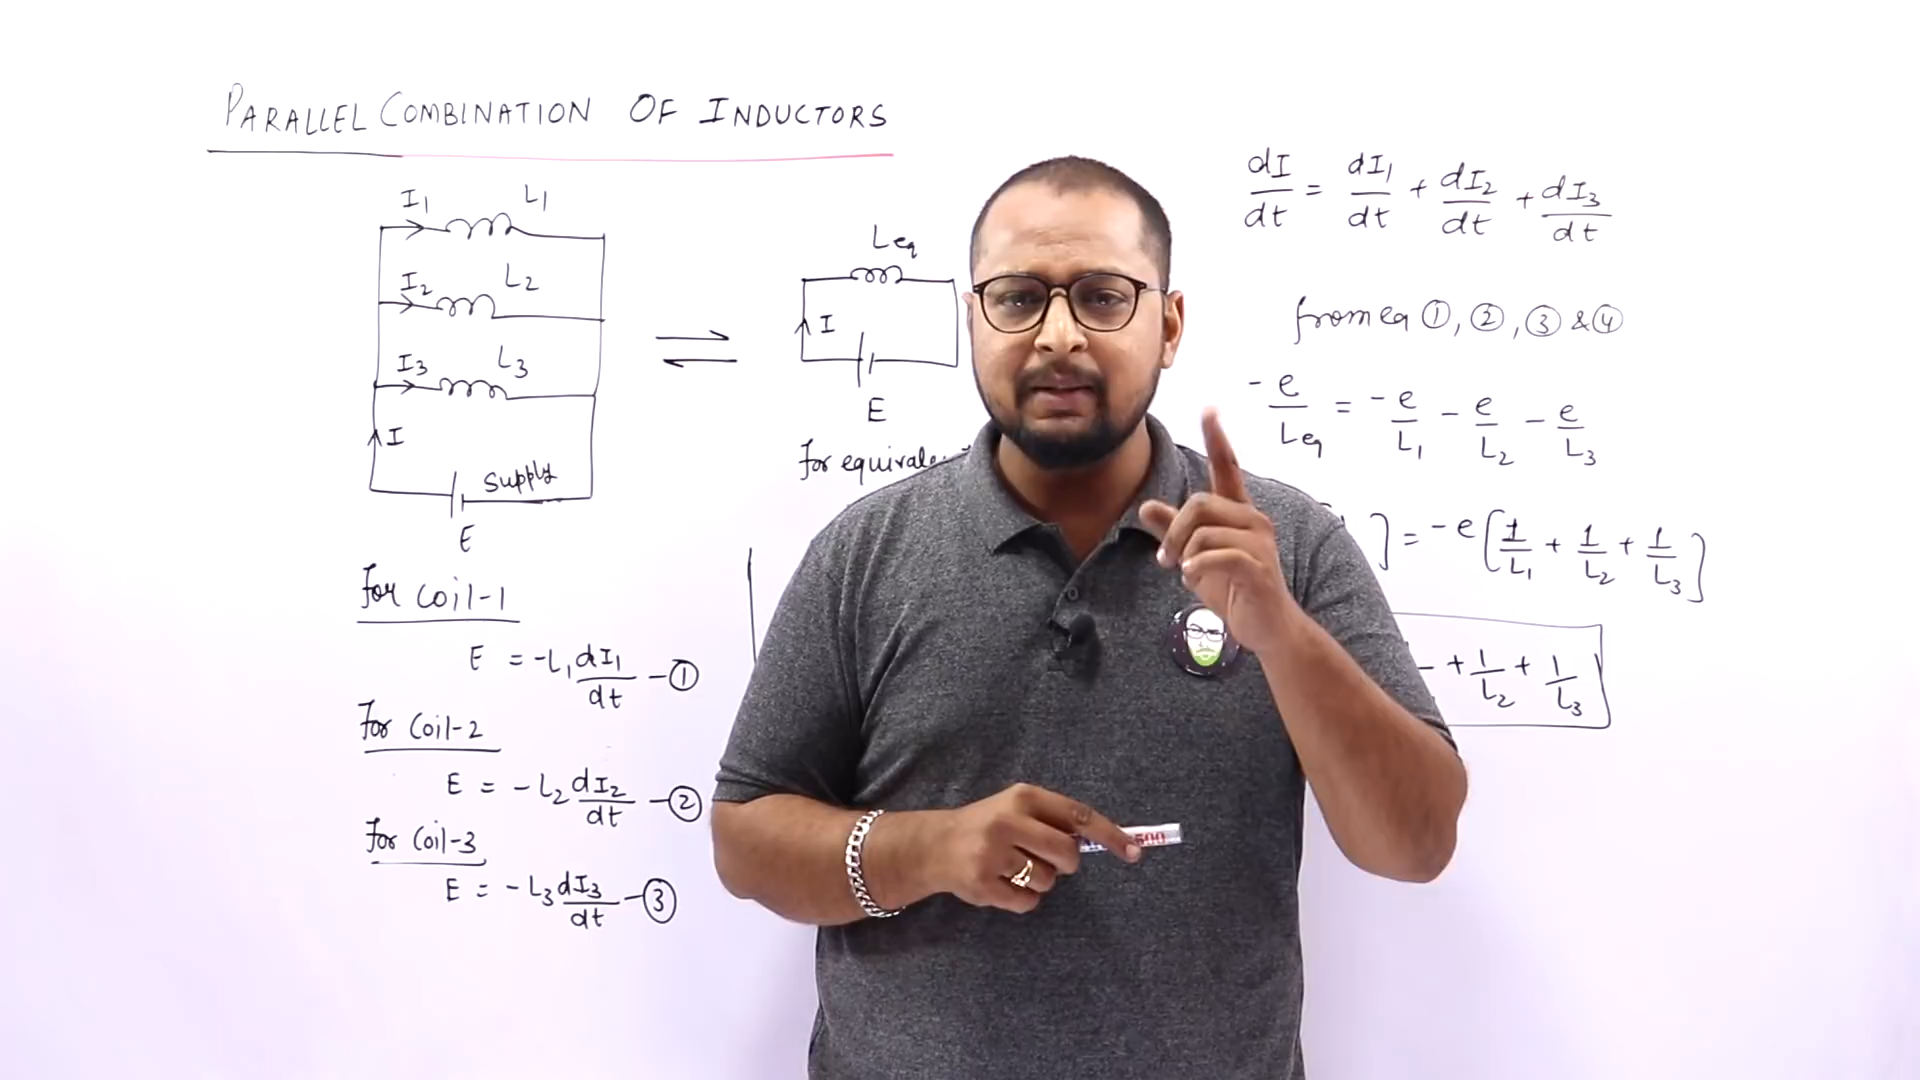 PARALLEL COMBINATION OF INDUCTORS
I1 L1
I2 L2
I3 L3
I
Supply
E
Leq
I
E
For coil-1
E = -L1 dI1/dt - ①
For Coil-2
E = - L2 dI2/dt - ②
For Coil-3
E = - L3 dI3/dt - ③
For
dI/dt = dI1/dt + dI2/dt + dI3/dt
from eq ①, ②, ③ & ④
-e/Leq = -e/L1 - e/L2 - e/L3
] = -e[1/L1 + 1/L2 + 1/L3]
+ 1/L2 + 1/L3
500